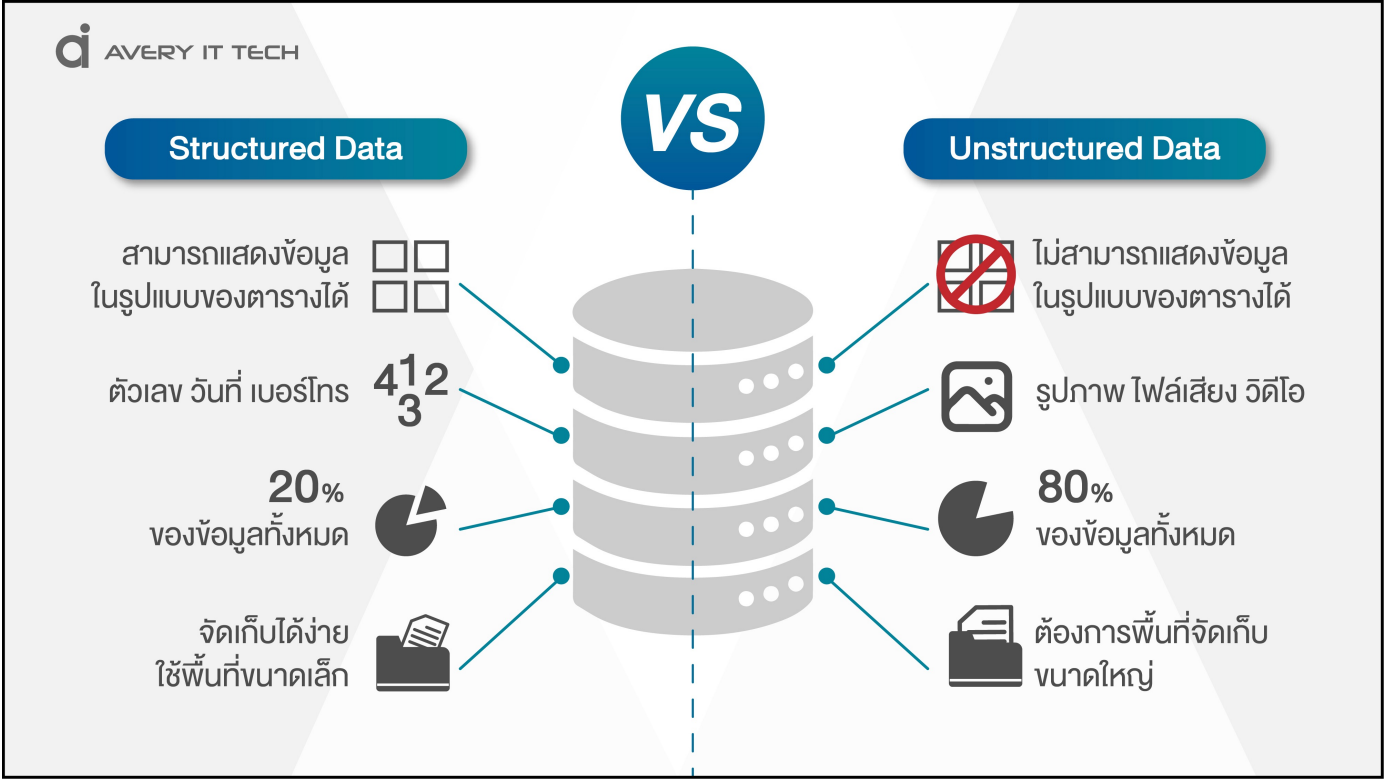 ai AVERY IT TECH
VS
Structured Data
สามารถแสดงข้อมูล
ในรูปแบบของตารางได้
ตัวเลข วันที่ เบอร์โทร
4132
20%
ของข้อมูลทั้งหมด
จัดเก็บได้ง่าย
ใช้พื้นที่ขนาดเล็ก
Unstructured Data
ไม่สามารถแสดงข้อมูล
ในรูปแบบของตารางได้
รูปภาพ ไฟล์เสียง วิดีโอ
80%
ของข้อมูลทั้งหมด
ต้องการพื้นที่จัดเก็บ
ขนาดใหญ่